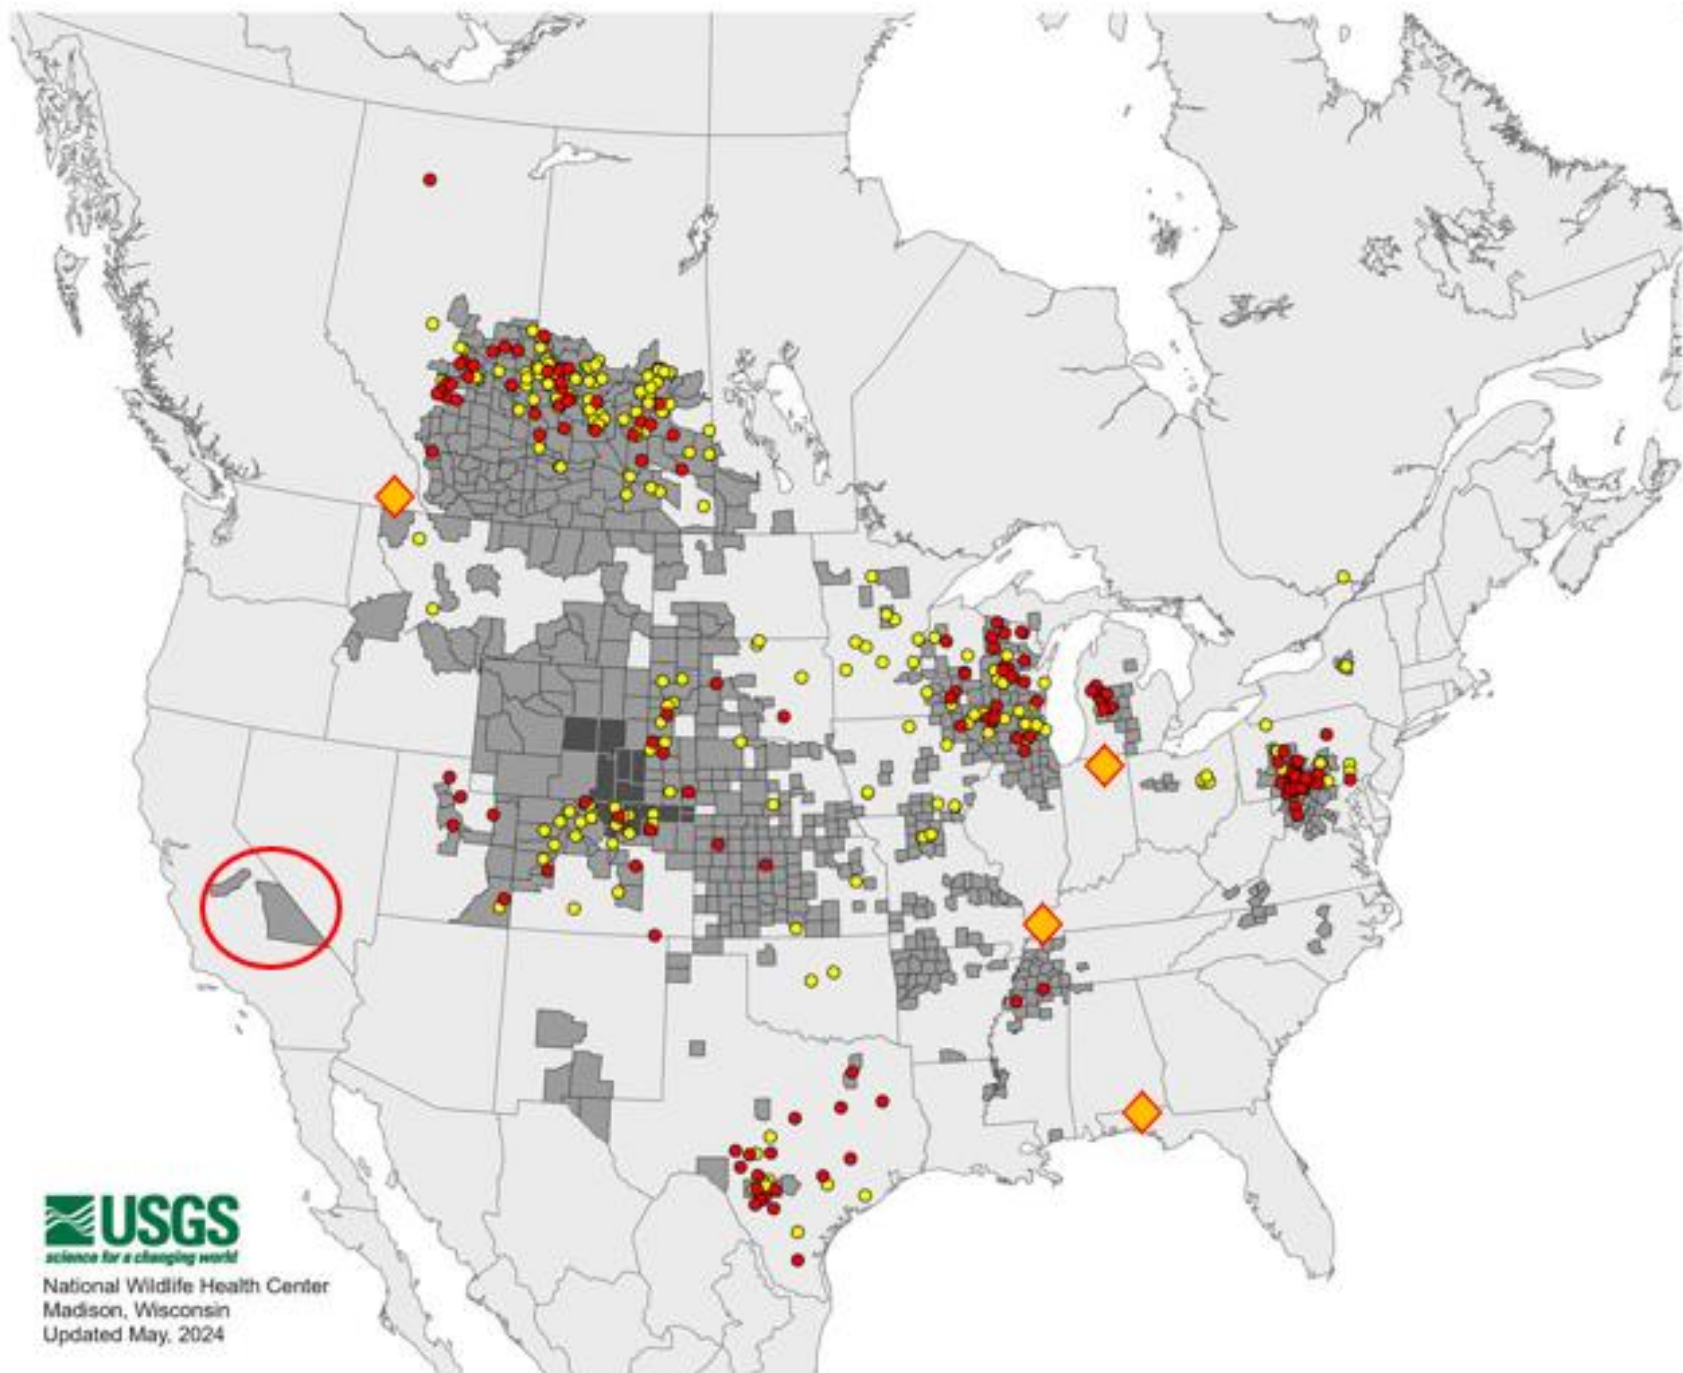 USGS
science for a changing world
National Wildlife Health Center
Madison, Wisconsin
Updated May, 2024